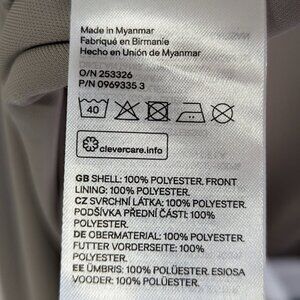 Made in Myanmar
Fabriqué en Birmanie
Hecho en Unión de Myanmar
O/N 253326
P/N 0969335 3
40
clevercare.info
GB SHELL: 100% POLYESTER. FRONT
LINING: 100% POLYESTER.
CZ SVRCHNÍ LÁTKA: 100% POLYESTER.
PODŠÍVKA PŘEDNÍ ČÁSTI: 100%
POLYESTER.
DE OBERMATERIAL: 100% POLYESTER.
FUTTER VORDERSEITE: 100%
POLYESTER.
EE ÜMBRIS: 100% POLÜESTER. ESIOSA
VOODER: 100% POLÜESTER.